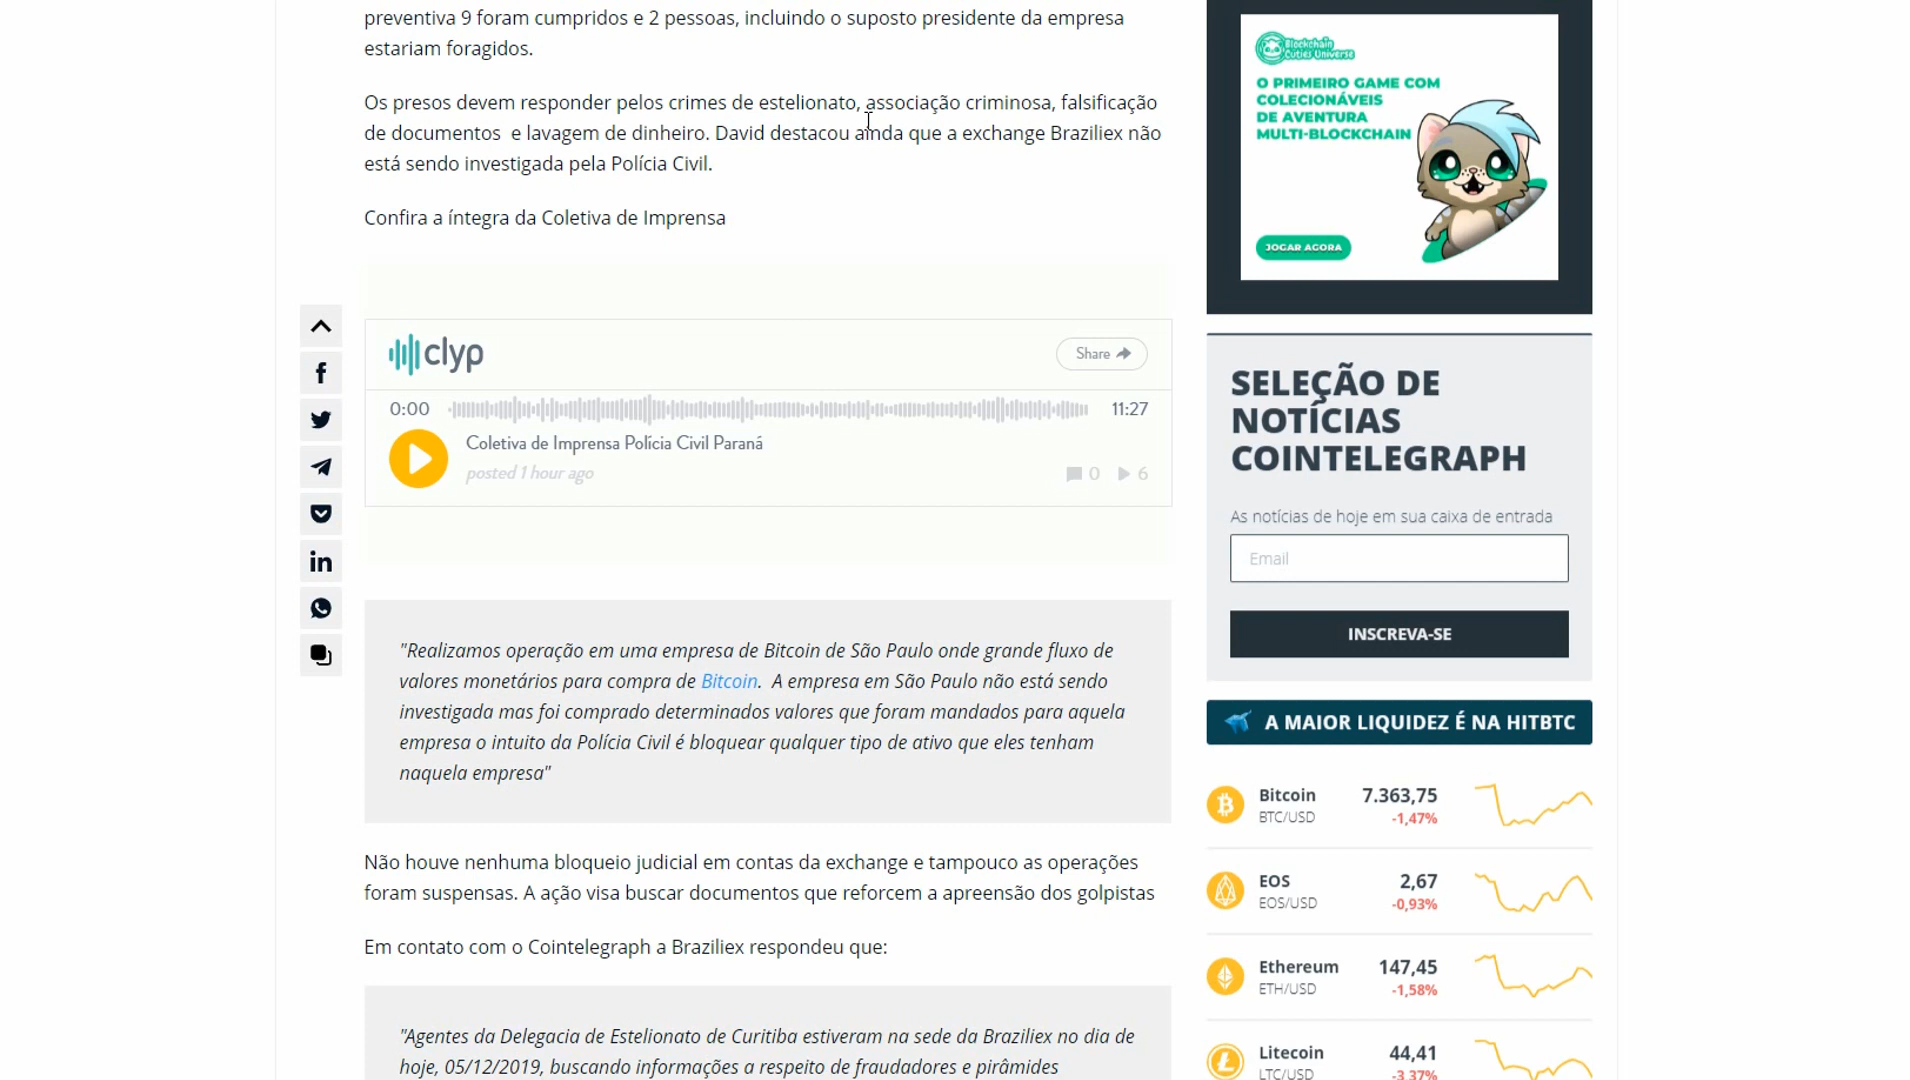 preventiva 9 foram cumpridos e 2 pessoas, incluindo o suposto presidente da empresa
estariam foragidos.
Os presos devem responder pelos crimes de estelionato, associação criminosa, falsificação
de documentos  e lavagem de dinheiro. David destacou ainda que a exchange Braziliex não
está sendo investigada pela Polícia Civil.
Confira a íntegra da Coletiva de Imprensa
clyp
Share
0:00
11:27
Coletiva de Imprensa Polícia Civil Paraná
posted 1 hour ago
0
6
"Realizamos operação em uma empresa de Bitcoin de São Paulo onde grande fluxo de
valores monetários para compra de Bitcoin.  A empresa em São Paulo não está sendo
investigada mas foi comprado determinados valores que foram mandados para aquela
empresa o intuito da Polícia Civil é bloquear qualquer tipo de ativo que eles tenham
naquela empresa"
Não houve nenhuma bloqueio judicial em contas da exchange e tampouco as operações
foram suspensas. A ação visa buscar documentos que reforcem a apreensão dos golpistas
Em contato com o Cointelegraph a Braziliex respondeu que:
"Agentes da Delegacia de Estelionato de Curitiba estiveram na sede da Braziliex no dia de
hoje, 05/12/2019, buscando informações a respeito de fraudadores e pirâmides
Blockchain
Cuties Universe
O PRIMEIRO GAME COM
COLECIONÁVEIS
DE AVENTURA
MULTI-BLOCKCHAIN
JOGAR AGORA
SELEÇÃO DE
NOTÍCIAS
COINTELEGRAPH
As notícias de hoje em sua caixa de entrada
Email
INSCREVA-SE
A MAIOR LIQUIDEZ É NA HITBTC
Bitcoin 7.363,75
BTC/USD -1,47%
EOS 2,67
EOS/USD -0,93%
Ethereum 147,45
ETH/USD -1,58%
Litecoin 44,41
LTC/USD -3,37%